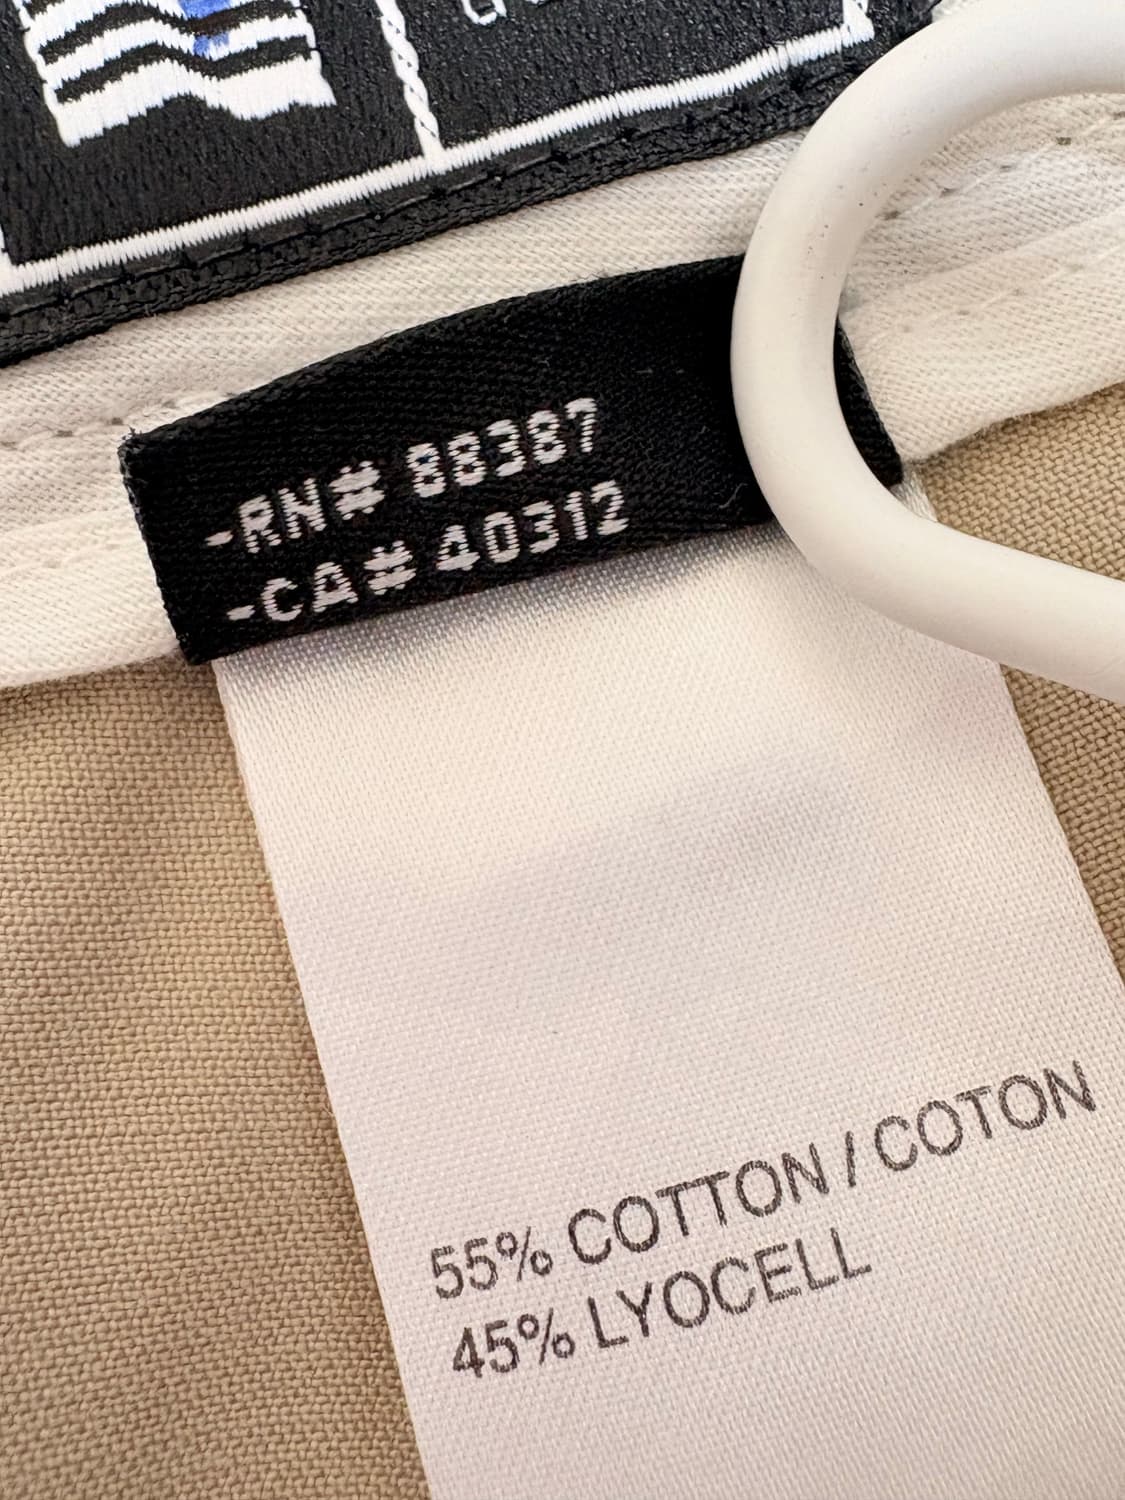 -RN# 88387
-CA# 40312
55% COTTON / COTON
45% LYOCELL